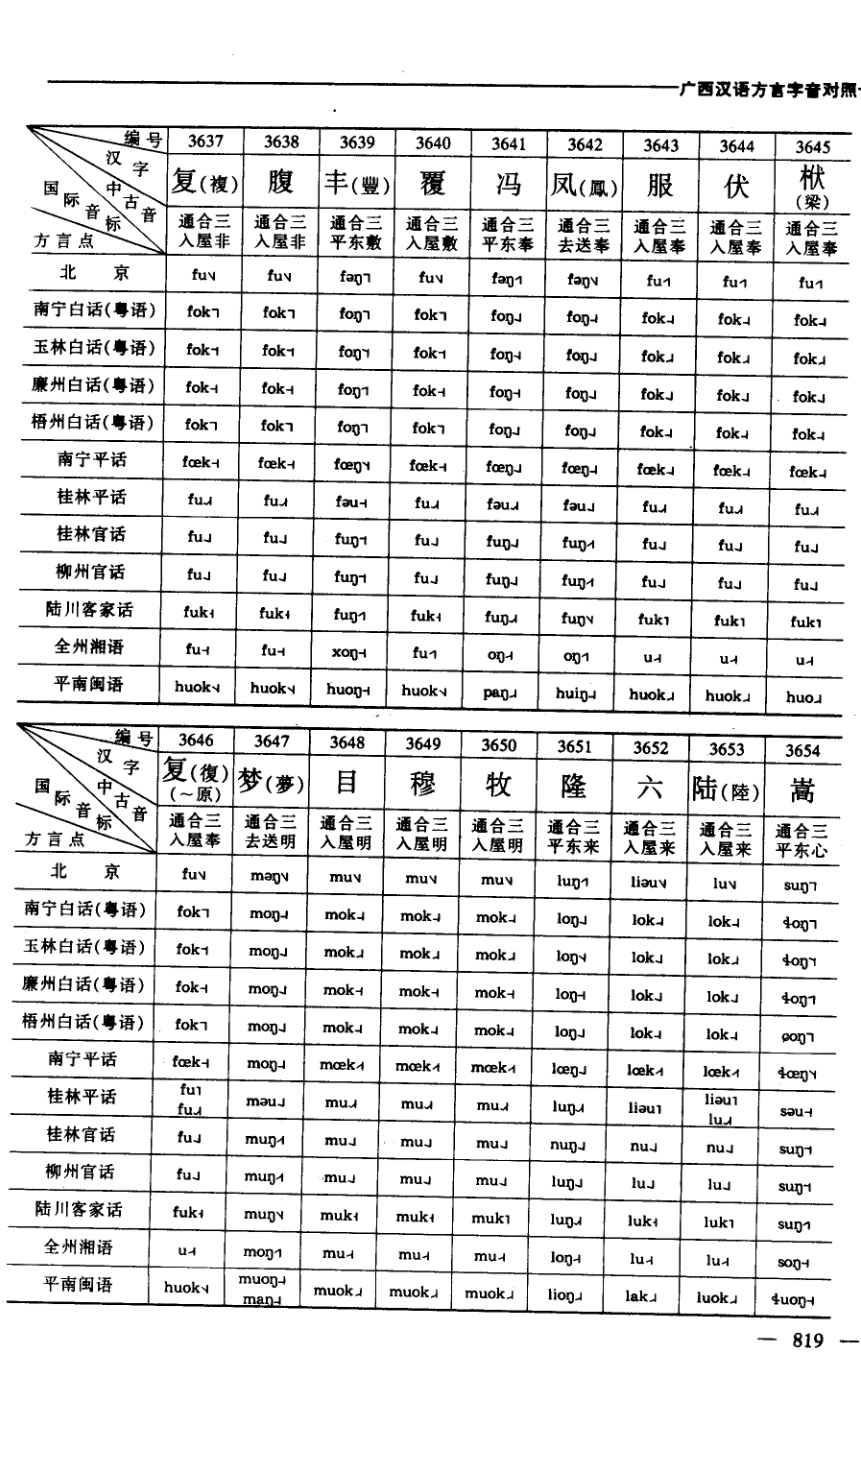 广西汉语方言字音对照
编号 3637 3638 3639 3640 3641 3642 3643 3644 3645
汉字 复(複) 腹 丰(豐) 覆 冯 凤(鳳) 服 伏 栿(梁)
国际音标 中古音 通合三 通合三 通合三 通合三 通合三 通合三 通合三 通合三 通合三
方言点 入屋非 入屋非 平东敷 入屋敷 平东奉 去送奉 入屋奉 入屋奉 入屋奉
北京 fu fu fəŋ fu fəŋ fəŋ fu fu fu
南宁白话(粤语) fok fok foŋ fok foŋ foŋ fok fok fok
玉林白话(粤语) fok fok foŋ fok foŋ foŋ fok fok fok
廉州白话(粤语) fok fok foŋ fok foŋ foŋ fok fok fok
梧州白话(粤语) fok fok foŋ fok foŋ foŋ fok fok fok
南宁平话 fœk fœk fœŋ fœk fœŋ fœŋ fœk fœk fœk
桂林平话 fu fu fəu fu fəu fəu fu fu fu
桂林官话 fu fu fuŋ fu fuŋ fuŋ fu fu fu
柳州官话 fu fu fuŋ fu fuŋ fuŋ fu fu fu
陆川客家话 fuk fuk fuŋ fuk fuŋ fuŋ fuk fuk fuk
全州湘语 fu fu xoŋ fu oŋ oŋ u u u
平南闽语 huok huok huoŋ huok paŋ huiŋ huok huok huo
编号 3646 3647 3648 3649 3650 3651 3652 3653 3654
汉字 复(復)(～原) 梦(夢) 目 穆 牧 隆 六 陆(陸) 嵩
国际音标 中古音 通合三 通合三 通合三 通合三 通合三 通合三 通合三 通合三 通合三
方言点 入屋奉 去送明 入屋明 入屋明 入屋明 平东来 入屋来 入屋来 平东心
北京 fu məŋ mu mu mu luŋ liəu lu suŋ
南宁白话(粤语) fok moŋ mok mok mok loŋ lok lok ɬoŋ
玉林白话(粤语) fok moŋ mok mok mok loŋ lok lok ɬoŋ
廉州白话(粤语) fok moŋ mok mok mok loŋ lok lok ɬoŋ
梧州白话(粤语) fok moŋ mok mok mok loŋ lok lok
南宁平话 fœk moŋ mœk mœk mœk lœŋ lœk lœk ɬœŋ
桂林平话 fu fu məu mu mu mu luŋ liəu liəu lu səu
桂林官话 fu muŋ mu mu mu nuŋ nu nu suŋ
柳州官话 fu muŋ mu mu mu luŋ lu lu suŋ
陆川客家话 fuk muŋ muk muk muk luŋ luk luk suŋ
全州湘语 u moŋ mu mu mu loŋ lu lu soŋ
平南闽语 huok muoŋ maŋ muok muok muok lioŋ lak luok ɬuoŋ
— 819 —